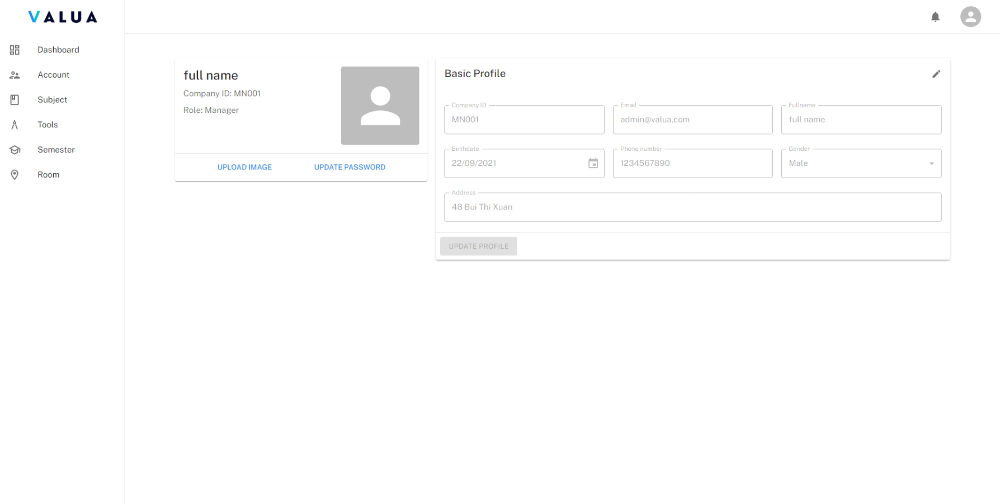 VALUA
Dashboard
Account
Subject
Tools
Semester
Room
full name
Company ID: MN001
Role: Manager
UPLOAD IMAGE
UPDATE PASSWORD
Basic Profile
Company ID
MN001
Email
admin@valua.com
Fullname
full name
Birthdate
22/09/2021
Phone number
1234567890
Gender
Male
Address
48 Bui Thi Xuan
UPDATE PROFILE